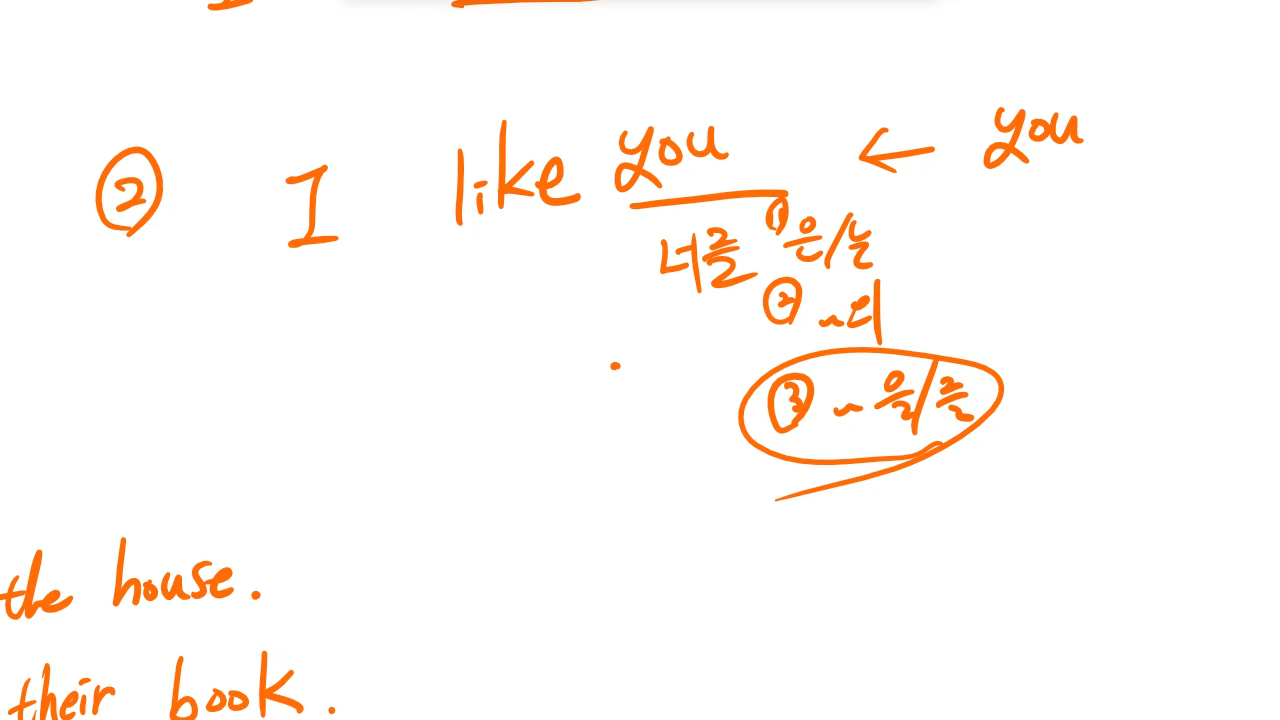 ② I like you ← you
너를 ① 은/는
② ~의
③ ~을/를
the house.
their book.